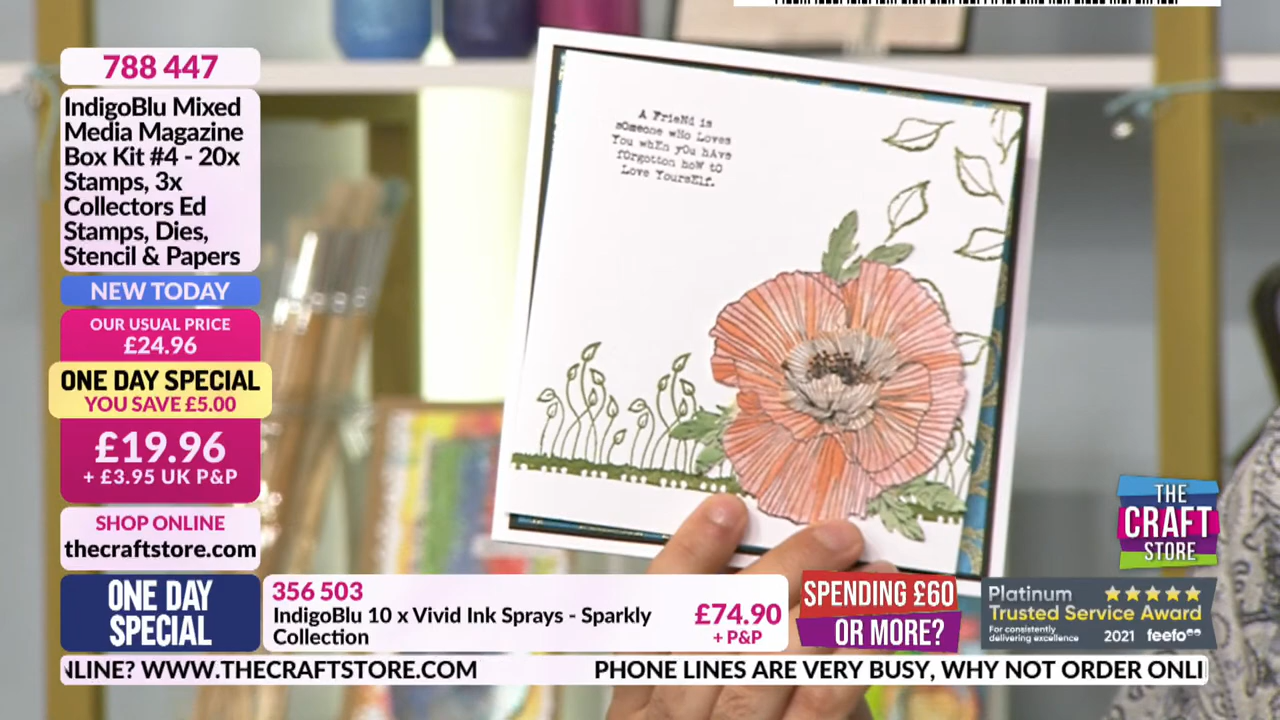 788 447
IndigoBlu Mixed
Media Magazine
Box Kit #4 - 20x
Stamps, 3x
Collectors Ed
Stamps, Dies,
Stencil & Papers
NEW TODAY
OUR USUAL PRICE
£24.96
ONE DAY SPECIAL
YOU SAVE £5.00
£19.96
+ £3.95 UK P&P
SHOP ONLINE
thecraftstore.com
A FrieNd is
sOmeone wHo Loves
You whEn yOu hAve
fOrgotton hoW tO
Love YoursElf.
THE
CRAFT
STORE
ONE DAY
SPECIAL
356 503
IndigoBlu 10 x Vivid Ink Sprays - Sparkly
Collection
£74.90
+ P&P
SPENDING £60
OR MORE?
Platinum
Trusted Service Award
For consistently
delivering excellence
2021 feefo
NLINE? WWW.THECRAFTSTORE.COM PHONE LINES ARE VERY BUSY, WHY NOT ORDER ONLI